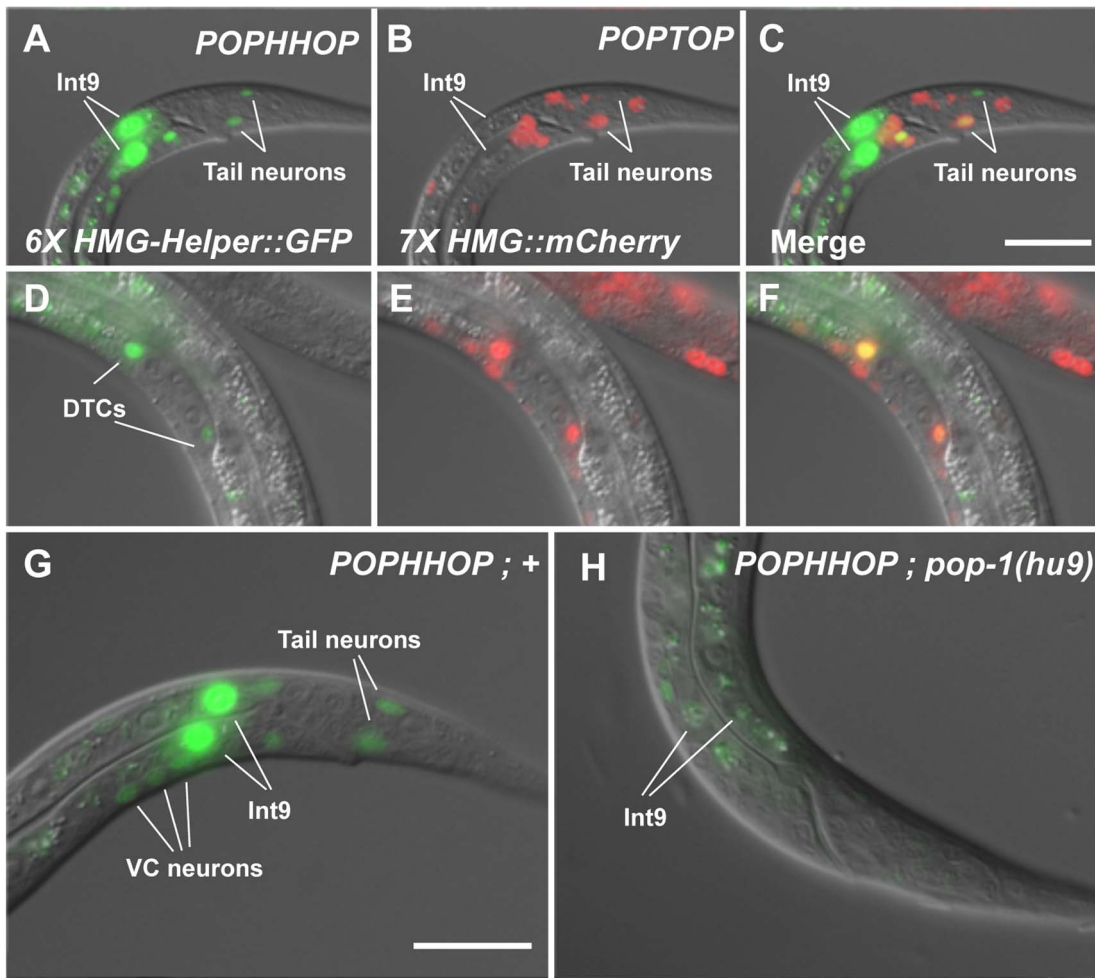 A
POPHHOP
Int9
Tail neurons
6X HMG-Helper::GFP
B
POPTOP
Int9
Tail neurons
7X HMG::mCherry
C
Int9
Tail neurons
Merge
D
DTCs
E
F
G
POPHHOP ; +
Tail neurons
Int9
VC neurons
H
POPHHOP ; pop-1(hu9)
Int9